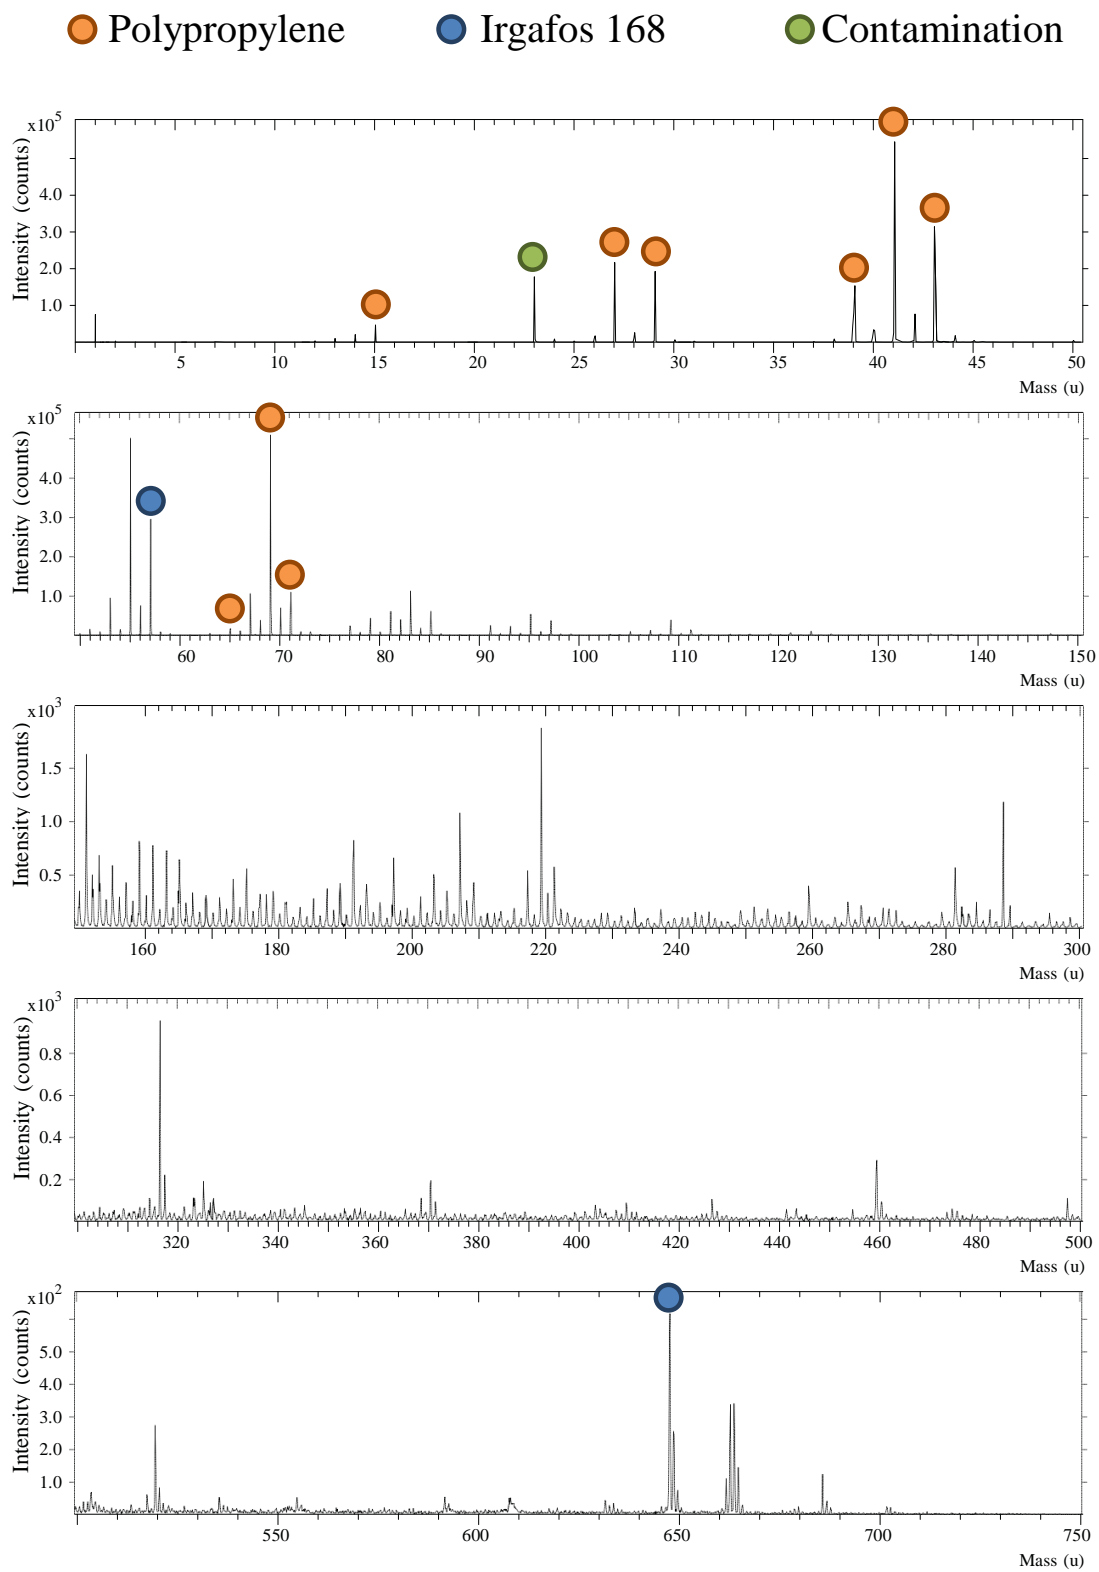 Polypropylene Irgafos 168 Contamination
x10^5
Intensity (counts)
4.0
3.0
2.0
1.0
5 10 15 20 25 30 35 40 45 50
Mass (u)
x10^5
Intensity (counts)
4.0
3.0
2.0
1.0
60 70 80 90 100 110 120 130 140 150
Mass (u)
x10^3
Intensity (counts)
1.5
1.0
0.5
160 180 200 220 240 260 280 300
Mass (u)
x10^3
Intensity (counts)
0.8
0.6
0.4
0.2
320 340 360 380 400 420 440 460 480 500
Mass (u)
x10^2
Intensity (counts)
5.0
4.0
3.0
2.0
1.0
550 600 650 700 750
Mass (u)